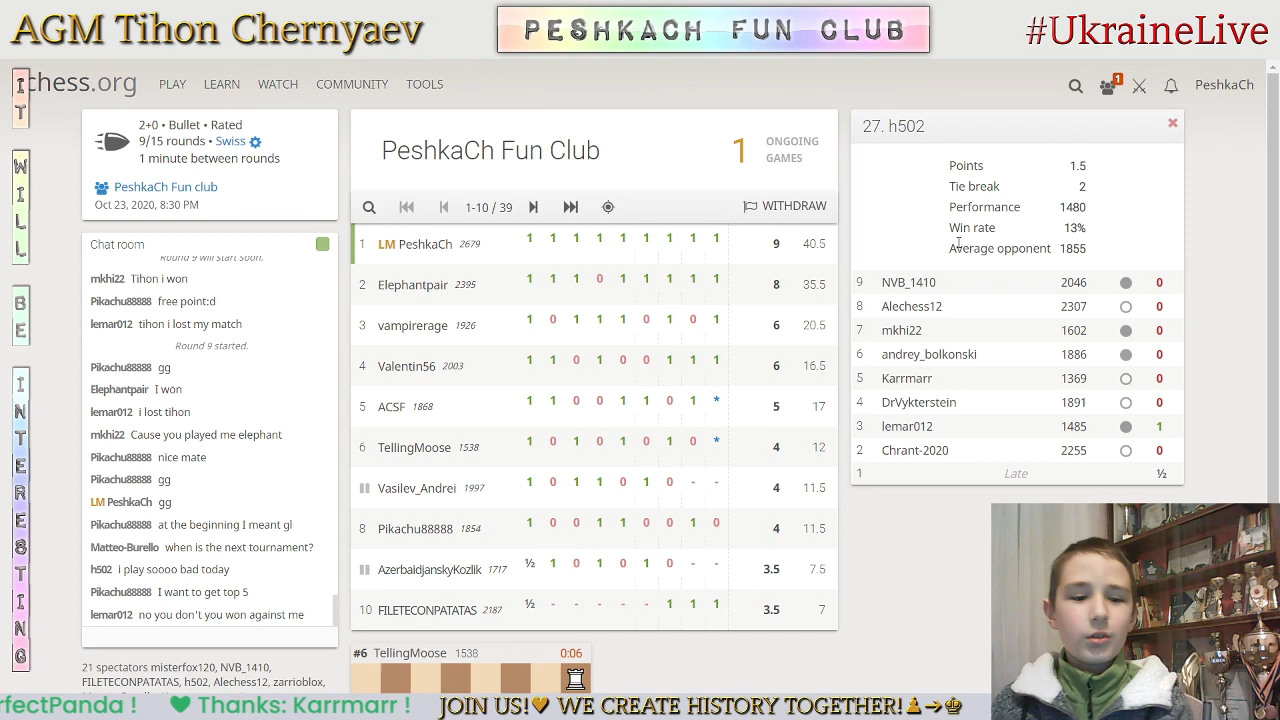 AGM Tihon Chernyaev
PESHKACH FUN CLUB
#UkraineLive
IT WILL BE INTERESTING
chess.org
PLAY LEARN WATCH COMMUNITY TOOLS
1
PeshkaCh
2+0 • Bullet • Rated
9/15 rounds • Swiss
1 minute between rounds
PeshkaCh Fun club
Oct 23, 2020, 8:30 PM
Chat room
Round 9 will start soon.
mkhi22 Tihon i won
Pikachu88888 free point:d
lemar012 tihon i lost my match
Round 9 started.
Pikachu88888 gg
Elephantpair I won
lemar012 i lost tihon
mkhi22 Cause you played me elephant
Pikachu88888 nice mate
Pikachu88888 gg
LM PeshkaCh gg
Pikachu88888 at the beginning I meant gl
Matteo-Burello when is the next tournament?
h502 i play soooo bad today
Pikachu88888 I want to get top 5
lemar012 no you don't you won against me
21 spectators misterfox120, NVB_1410,
FILETECONPATATAS, h502, Alechess12, zarrioblox,
PeshkaCh Fun Club
1 ONGOING
GAMES
1-10 / 39
WITHDRAW
1 LM PeshkaCh 2679 1 1 1 1 1 1 1 1 1 9 40.5
2 Elephantpair 2395 1 1 1 0 1 1 1 1 1 8 35.5
3 vampirerage 1926 1 0 1 1 1 0 1 0 1 6 20.5
4 Valentin56 2003 1 1 0 1 0 0 1 1 1 6 16.5
5 ACSF 1868 1 1 0 0 1 1 0 1 * 5 17
6 TellingMoose 1538 1 0 1 0 1 0 1 0 * 4 12
Vasilev_Andrei 1997 1 0 1 1 0 1 0 - - 4 11.5
8 Pikachu88888 1854 1 0 0 1 1 0 0 1 0 4 11.5
AzerbaidjanskyKozlik 1717 ½ 1 0 1 0 1 0 - - 3.5 7.5
10 FILETECONPATATAS 2187 ½ - - - - - 1 1 1 3.5 7
#6 TellingMoose 1538 0:06
27. h502
Points 1.5
Tie break 2
Performance 1480
Win rate 13%
Average opponent 1855
9 NVB_1410 2046 0
8 Alechess12 2307 0
7 mkhi22 1602 0
6 andrey_bolkonski 1886 0
5 Karrmarr 1369 0
4 DrVykterstein 1891 0
3 lemar012 1485 1
2 Chrant-2020 2255 0
1 Late ½
rfectPanda ! Thanks: Karrmarr !
JOIN US! WE CREATE HISTORY TOGETHER!